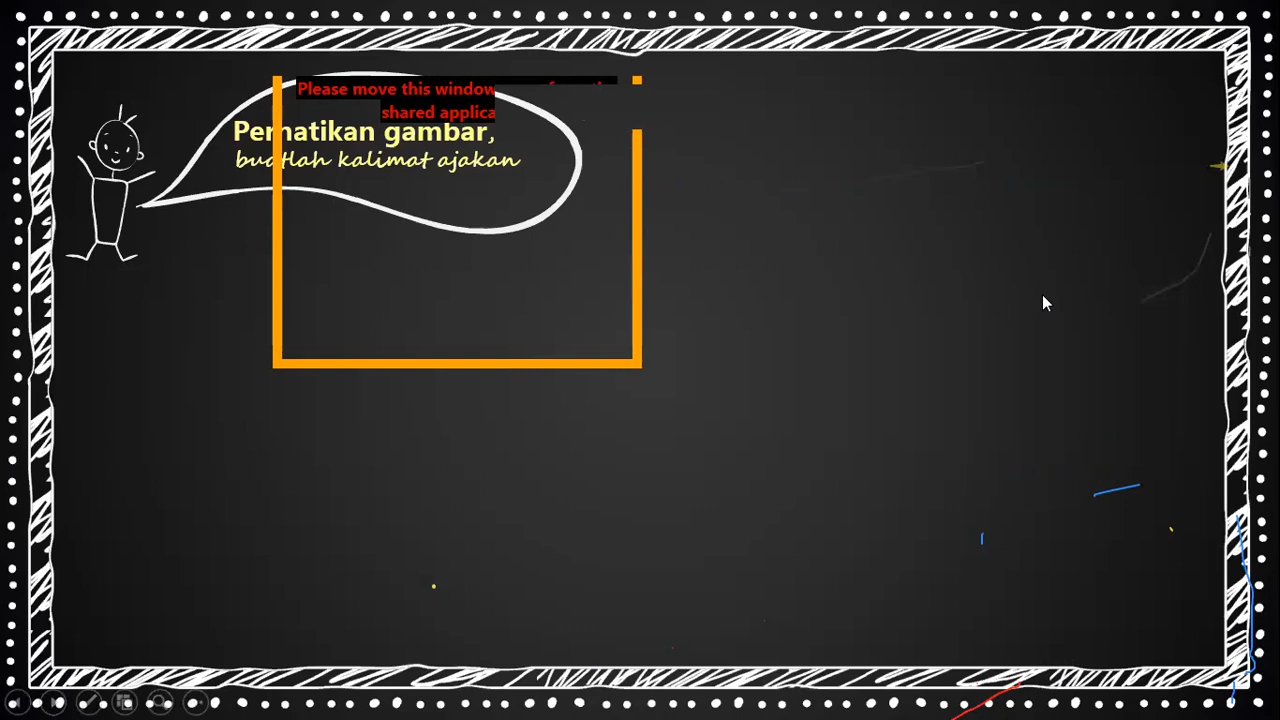 Please move this window
shared applica
Perhatikan gambar,
buatlah kalimat ajakan